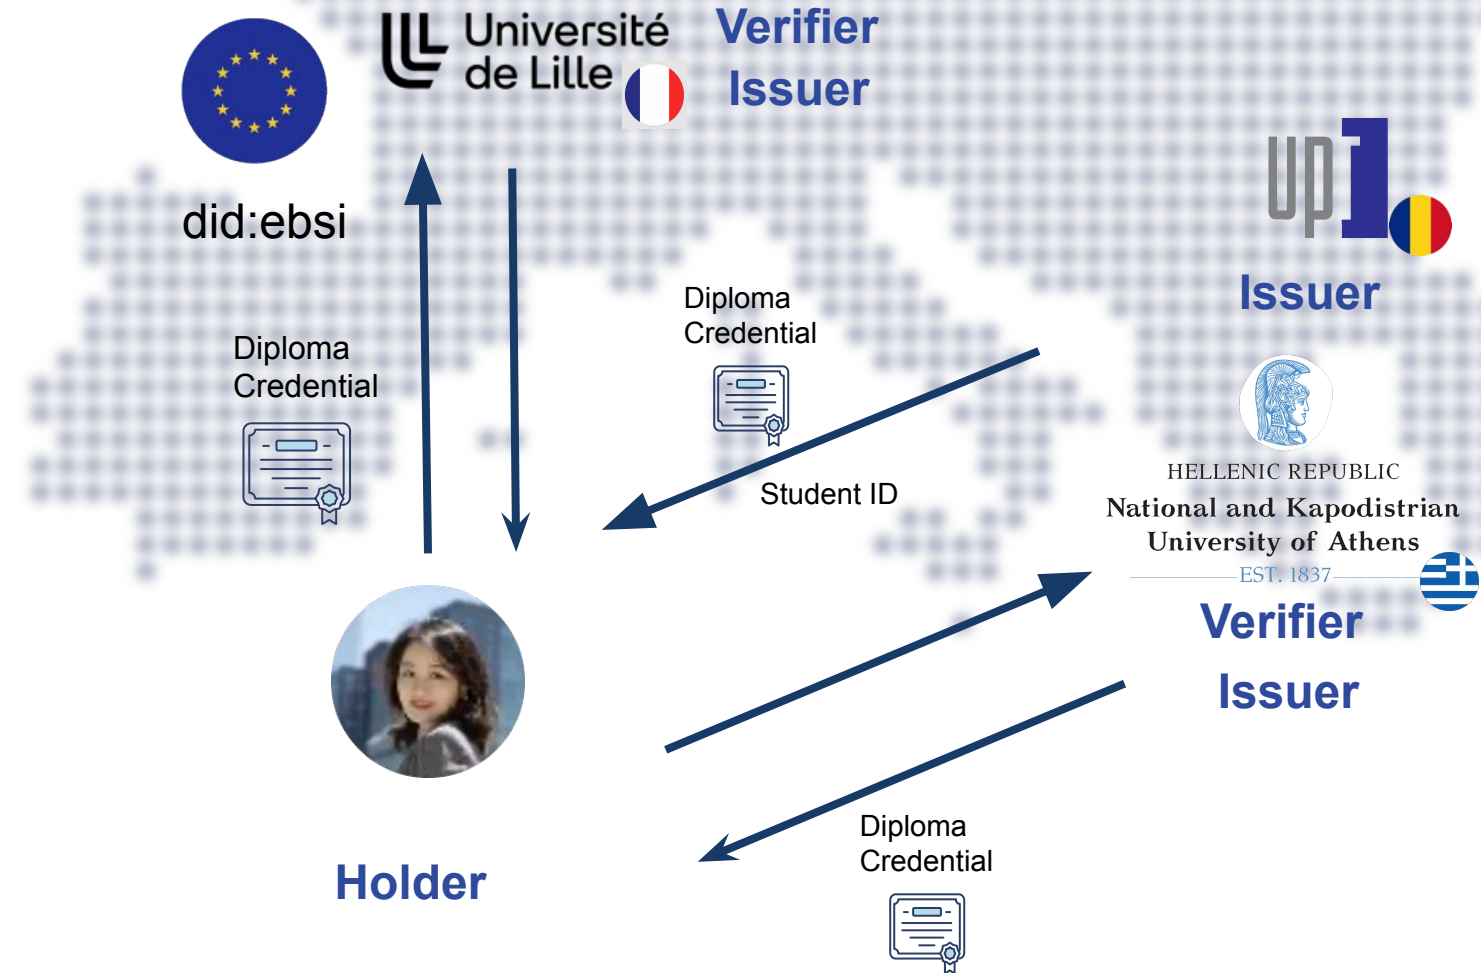 Université
de Lille
Verifier
Issuer
did:ebsi
up1
Issuer
Diploma
Credential
Diploma
Credential
Student ID
HELLENIC REPUBLIC
National and Kapodistrian
University of Athens
EST. 1837
Verifier
Issuer
Holder
Diploma
Credential